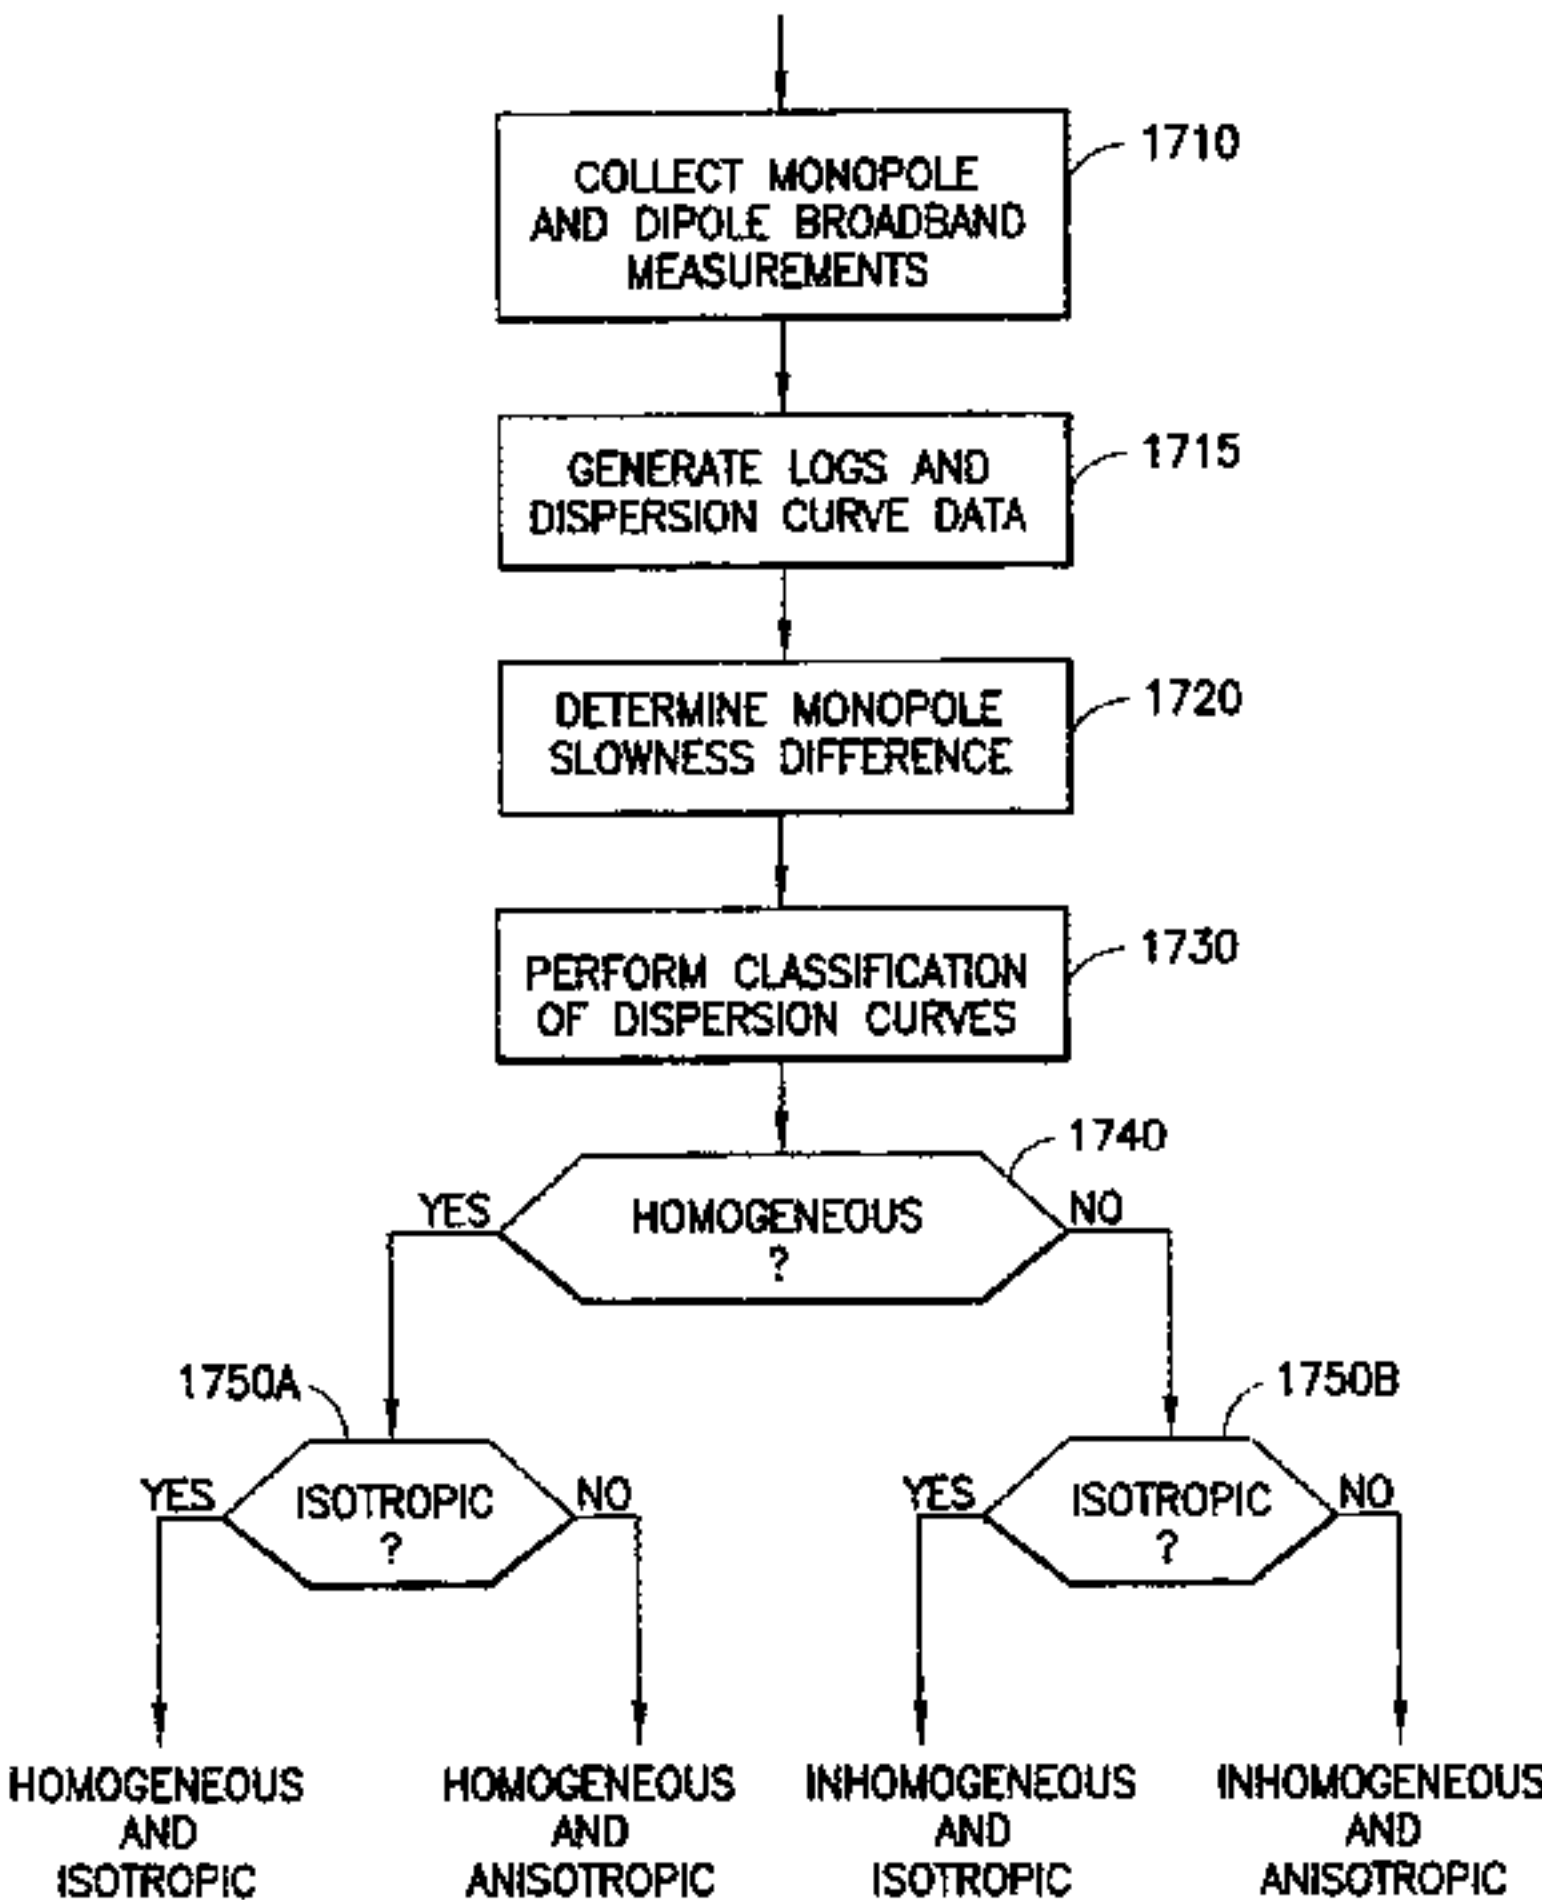 COLLECT MONOPOLE
AND DIPOLE BROADBAND
MEASUREMENTS
1710
GENERATE LOGS AND
DISPERSION CURVE DATA
1715
DETERMINE MONOPOLE
SLOWNESS DIFFERENCE
1720
PERFORM CLASSIFICATION
OF DISPERSION CURVES
1730
1740
YES
HOMOGENEOUS
?
NO
1750A
1750B
YES
ISOTROPIC
?
NO
YES
ISOTROPIC
?
NO
HOMOGENEOUS
AND
ISOTROPIC
HOMOGENEOUS
AND
ANISOTROPIC
INHOMOGENEOUS
AND
ISOTROPIC
INHOMOGENEOUS
AND
ANISOTROPIC